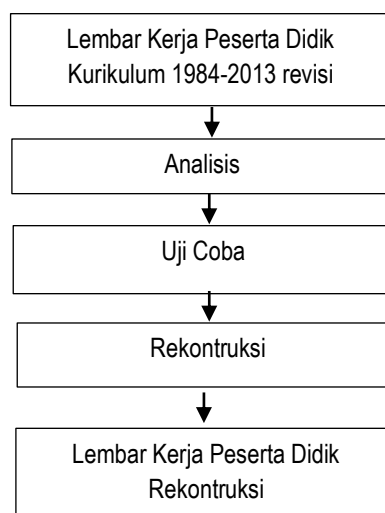 Lembar Kerja Peserta Didik
Kurikulum 1984-2013 revisi
Analisis
Uji Coba
Rekontruksi
Lembar Kerja Peserta Didik
Rekontruksi